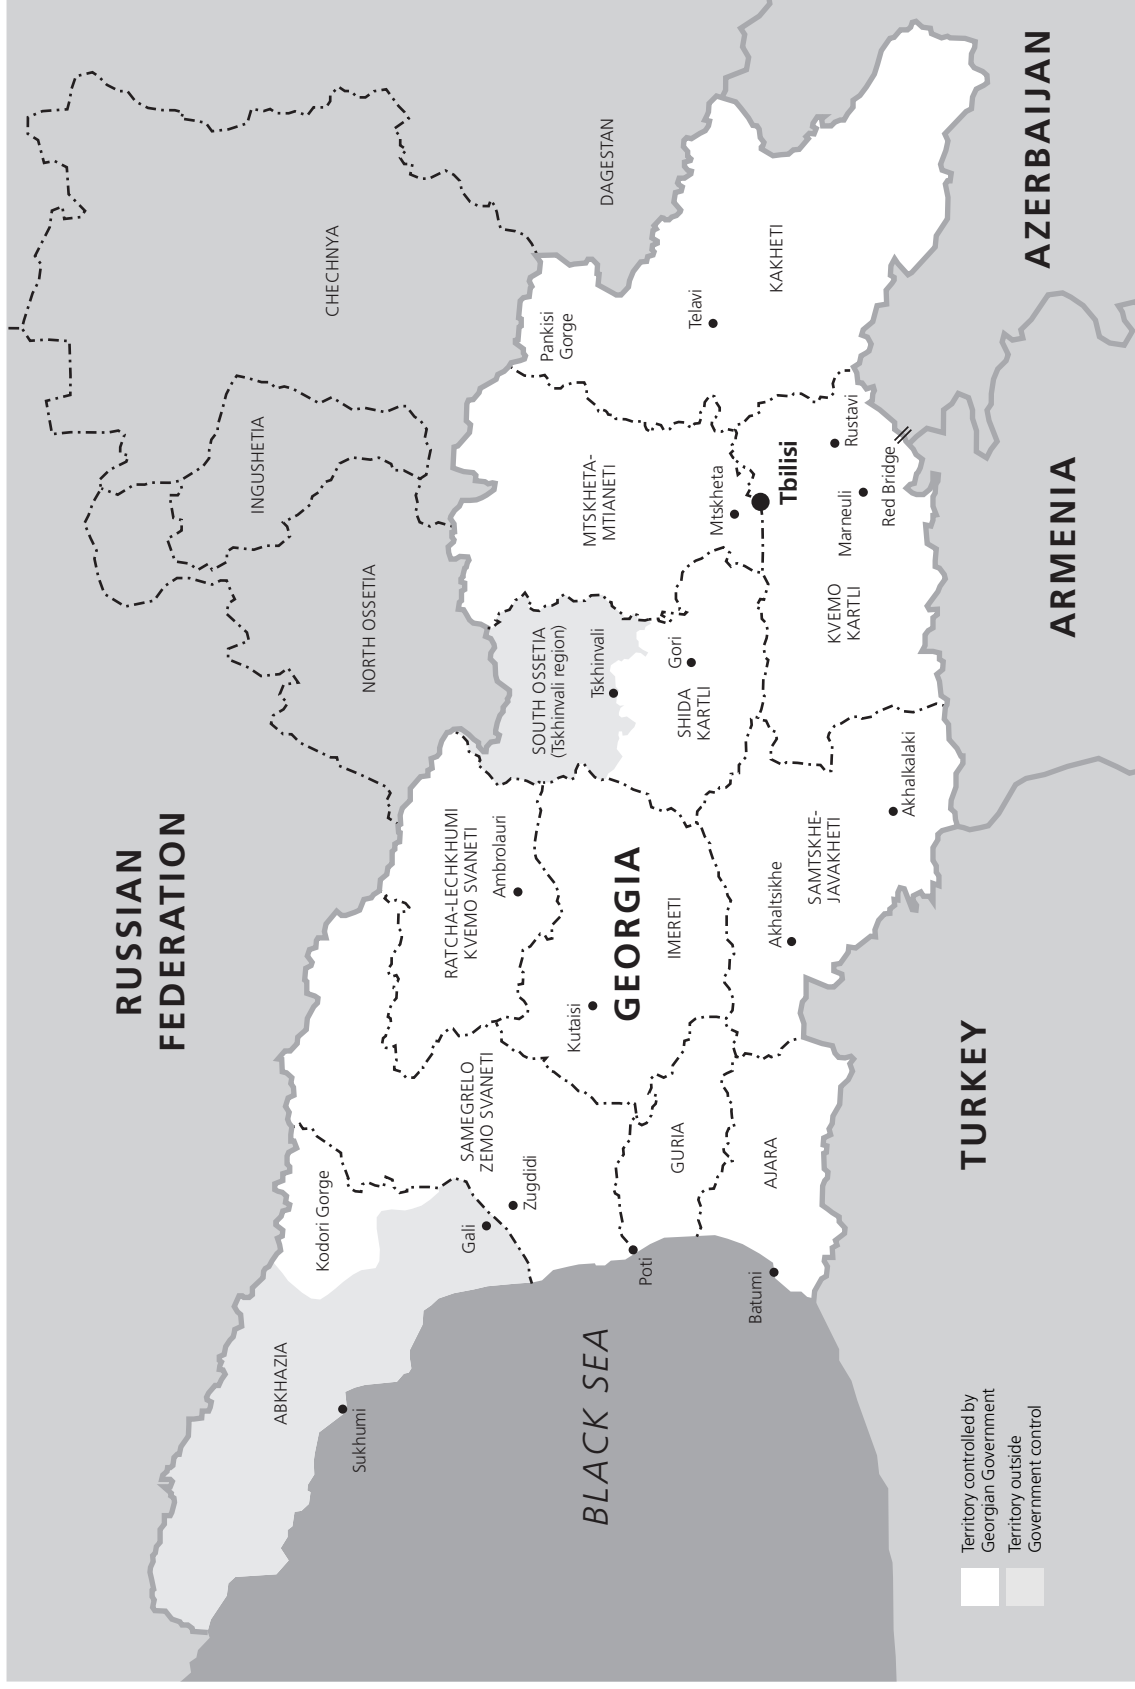 RUSSIAN
FEDERATION
CHECHNYA
INGUSHETIA
NORTH OSSETIA
DAGESTAN
ABKHAZIA
Sukhumi
Kodori Gorge
Gali
Zugdidi
SAMEGRELO
ZEMO SVANETI
RATCHA-LECHKHUMI
KVEMO SVANETI
Ambrolauri
SOUTH OSSETIA
(Tskhinvali region)
Tskhinvali
MTSKHETA-
MTIANETI
Pankisi
Gorge
Kutaisi
GEORGIA
IMERETI
Gori
SHIDA
KARTLI
Mtskheta
Tbilisi
Telavi
KAKHETI
Poti
GURIA
Batumi
AJARA
Akhaltsikhe
SAMTSKHE-
JAVAKHETI
Akhalkalaki
KVEMO
KARTLI
Marneuli
Rustavi
Red Bridge
BLACK SEA
TURKEY
ARMENIA
AZERBAIJAN
Territory controlled by
Georgian Government
Territory outside
Government control